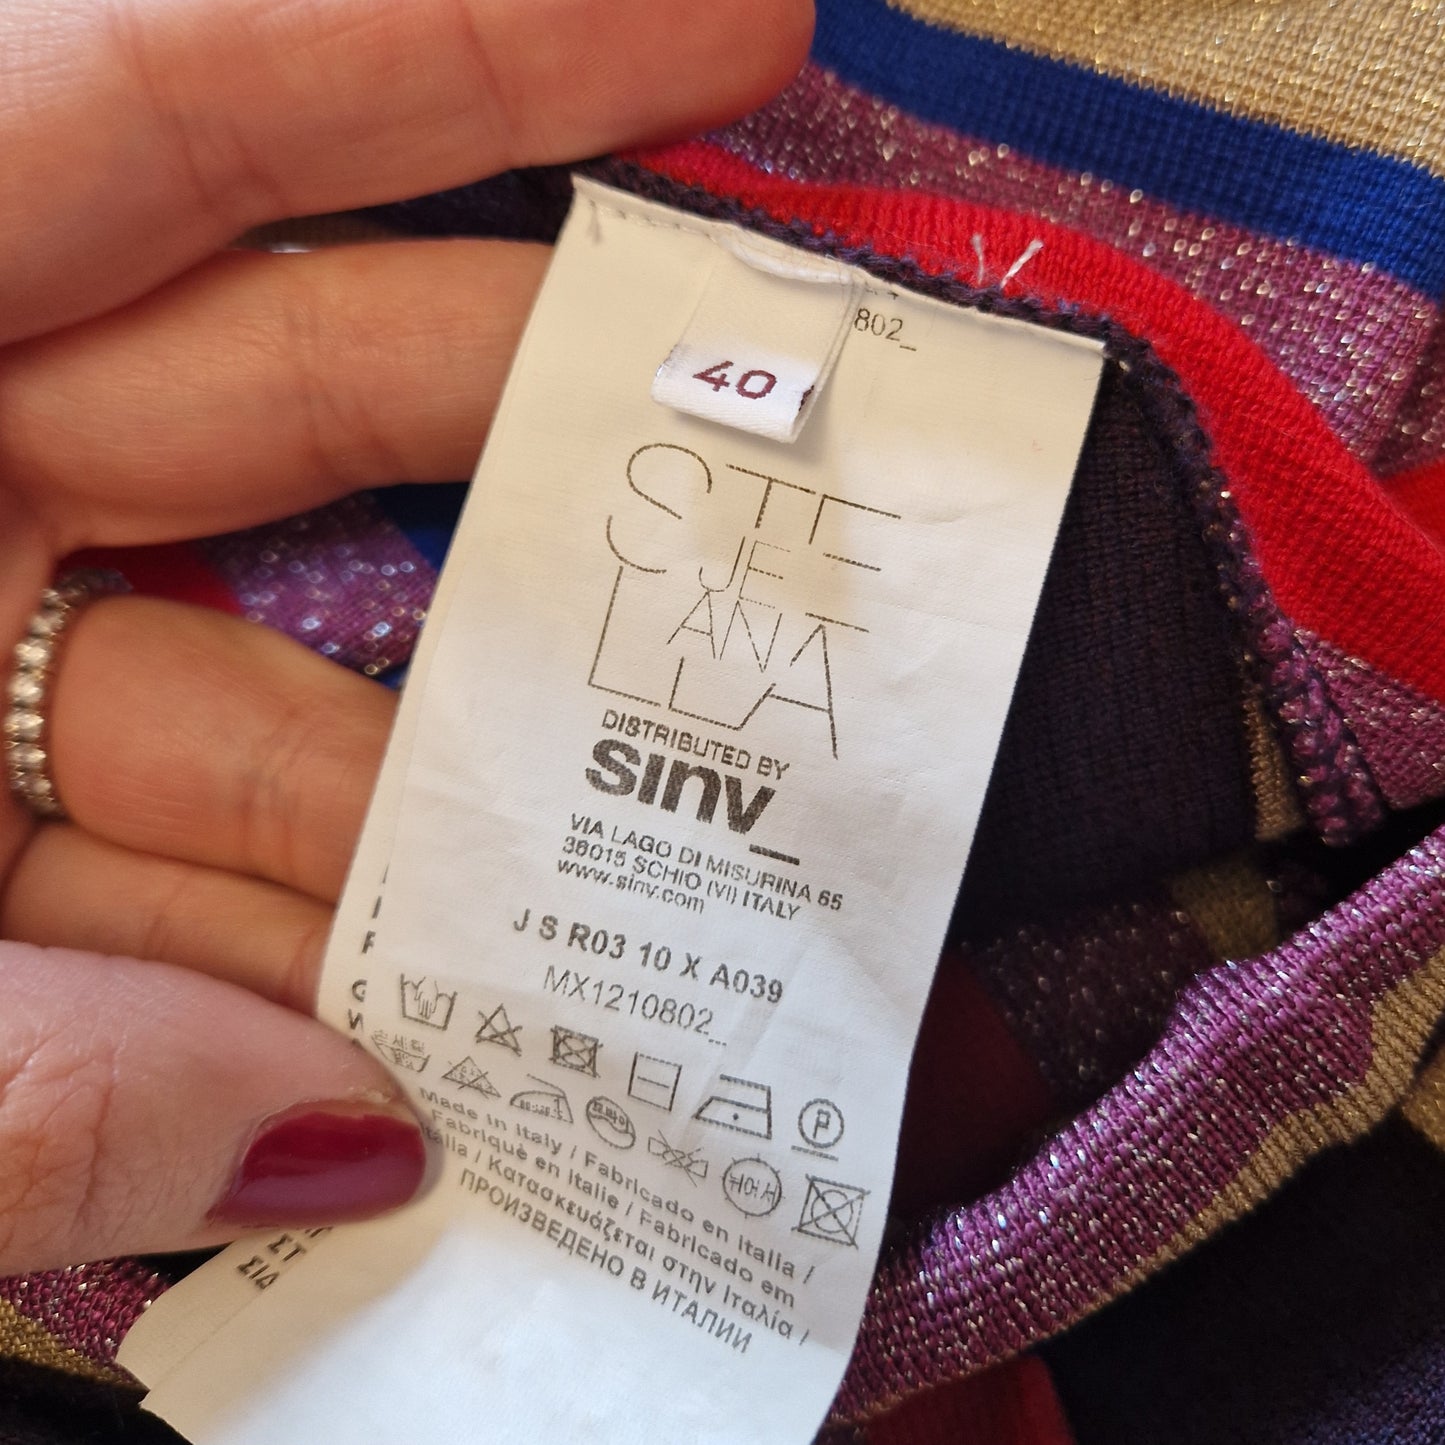 802_
40
STE
JE
ANA
LLA
DISTRIBUTED BY
sinv_
VIA LAGO DI MISURINA 65
36015 SCHIO (VI) ITALY
www.sinv.com
J S R03 10 X A039
MX1210802_
P
Made in Italy / Fabricado en Italia /
Fabriqué en Italie / Fabricado em
Itália / Κατασκευάζεται στην Ιταλία /
ПРОИЗВЕДЕНО В ИТАЛИИ